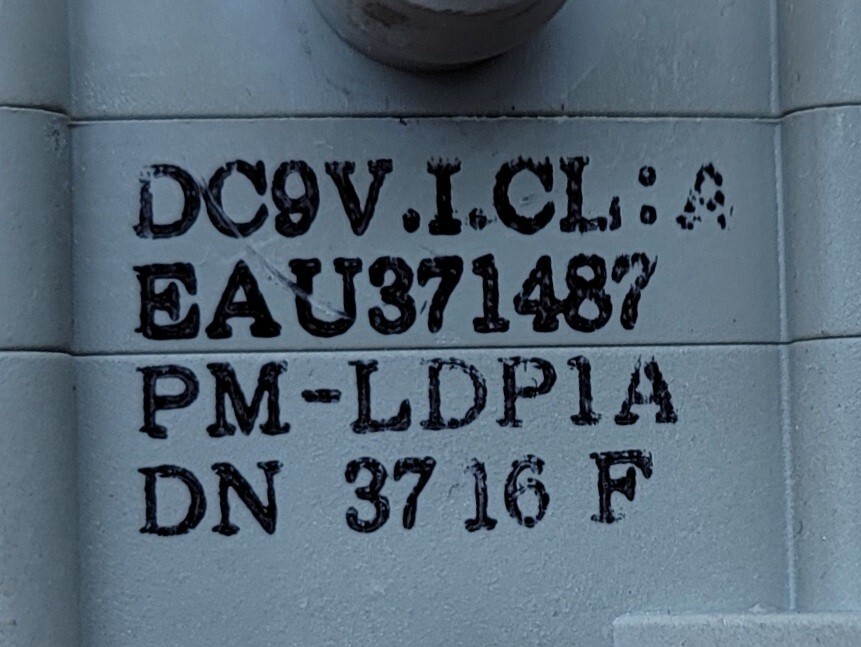 DC9V.I.CL.:A
EAU371487
PM-LDP1A
DN 3716 F